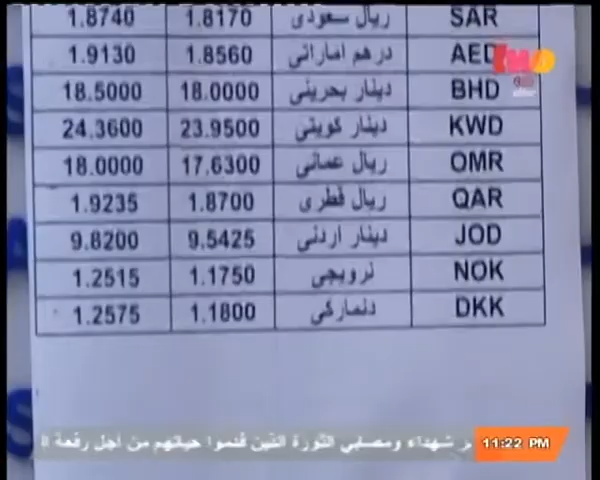 SAR ريال سعودى 1.8170 1.8740
AED درهم اماراتى 1.8560 1.9130
BHD دينار بحرينى 18.0000 18.5000
KWD دينار كويتى 23.9500 24.3600
OMR ريال عمانى 17.6300 18.0000
QAR ريال قطرى 1.8700 1.9235
JOD دينار اردنى 9.5425 9.8200
NOK نرويجى 1.1750 1.2515
DKK دنماركى 1.1800 1.2575
11:22 PM شهداء ومصابي الثورة الذين قدموا حياتهم من أجل رفعة